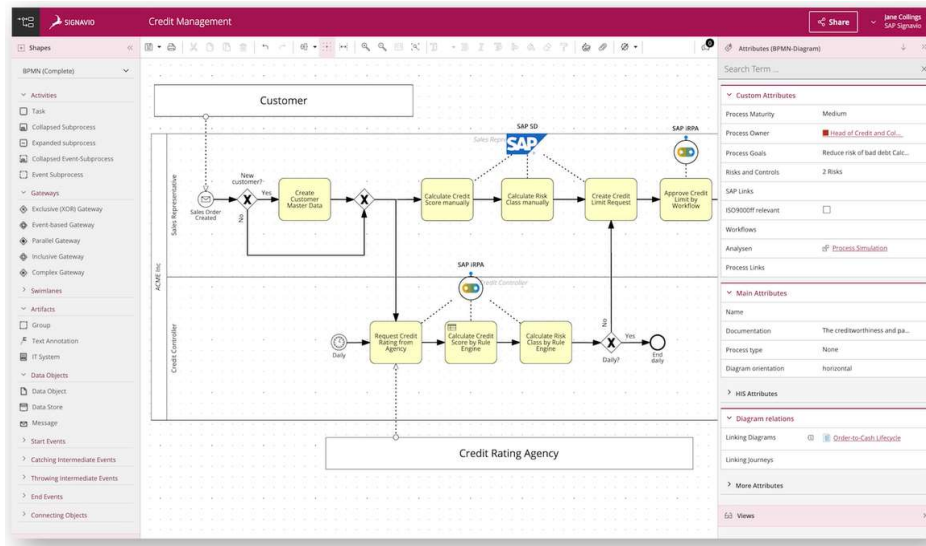 SIGNAVIO
Credit Management
Share
Jane Collings
SAP Signavio
Shapes
BPMN (Complete)
Activities
Task
Collapsed Subprocess
Expanded subprocess
Collapsed Event-Subprocess
Event Subprocess
Gateways
Exclusive (XOR) Gateway
Event-based Gateway
Parallel Gateway
Inclusive Gateway
Complex Gateway
Swimlanes
Artifacts
Group
Text Annotation
IT System
Data Objects
Data Object
Data Store
Message
Start Events
Catching Intermediate Events
Throwing Intermediate Events
End Events
Connecting Objects
Customer
ACME Inc
Sales Representative
Sales Order
Created
New
customer?
Yes
No
Create
Customer
Master Data
SAP SD
SAP
Calculate Credit
Score manually
Calculate Risk
Class manually
Create Credit
Limit Request
SAP iRPA
Approve Credit
Limit by
Workflow
Credit Controller
SAP iRPA
Credit Controller
Daily
Request Credit
Rating from
Agency
Calculate Credit
Score by Rule
Engine
Calculate Risk
Class by Rule
Engine
No
Yes
Daily?
End
daily
Credit Rating Agency
Attributes (BPMN-Diagram)
Search Term ...
Custom Attributes
Process Maturity Medium
Process Owner Head of Credit and Col...
Process Goals Reduce risk of bad debt Calc...
Risks and Controls 2 Risks
SAP Links
ISO9000ff relevant
Workflows
Analysen Process Simulation
Process Links
Main Attributes
Name
Documentation The creditworthiness and pa...
Process type None
Diagram orientation horizontal
HIS Attributes
Diagram relations
Linking Diagrams Order-to-Cash Lifecycle
Linking Journeys
More Attributes
Views